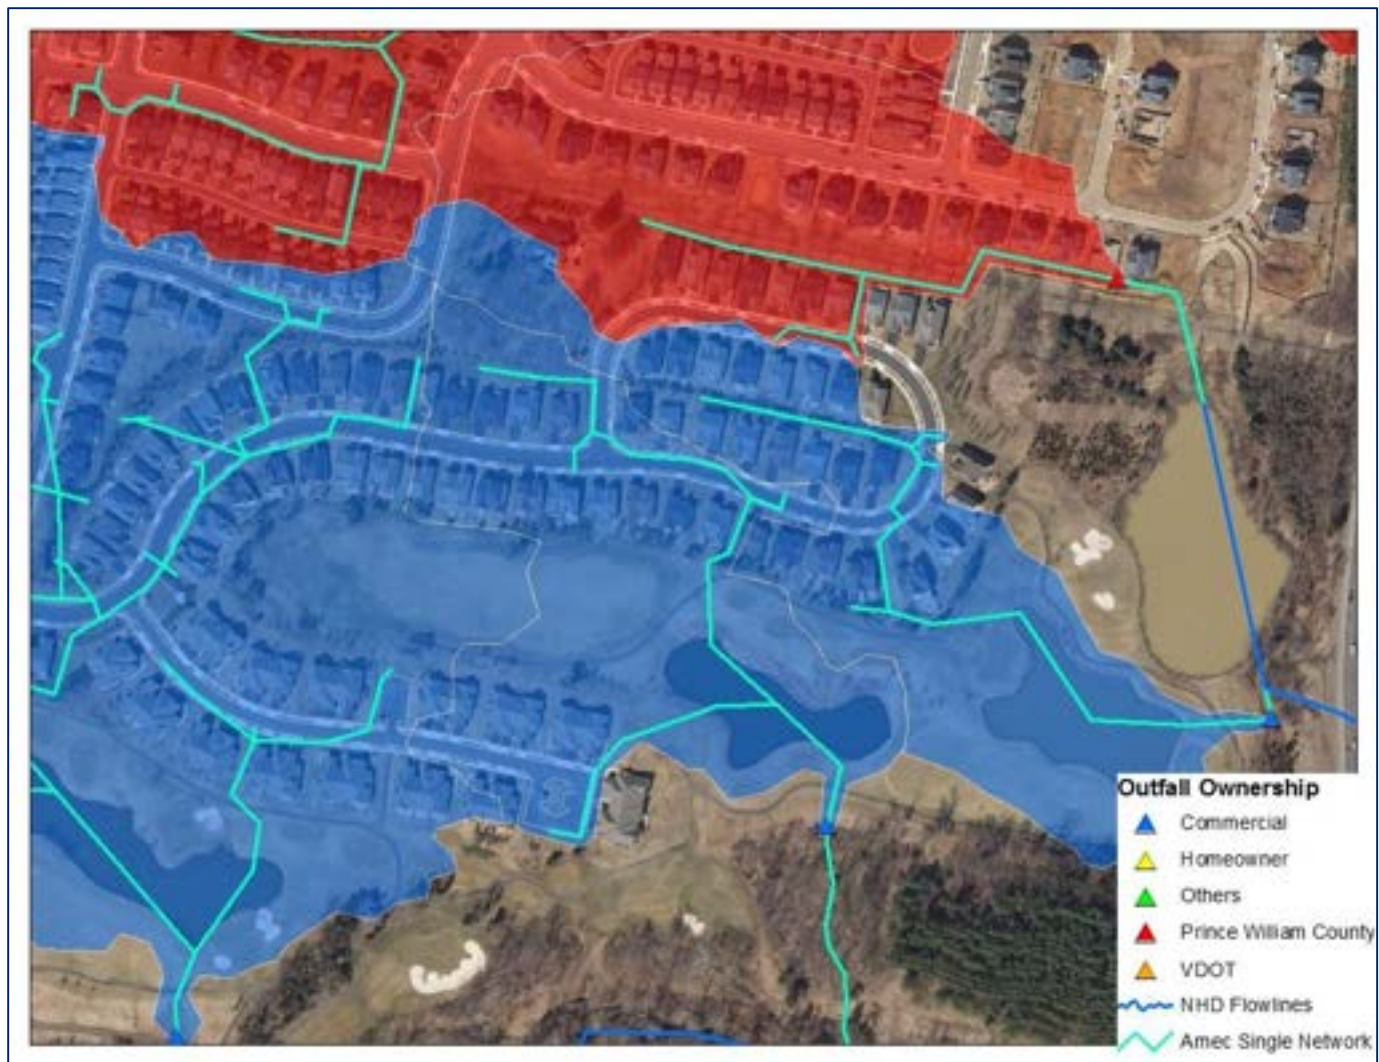 Outfall Ownership
Commercial
Homeowner
Others
Prince William County
VDOT
NHD Flowlines
Amec Single Network